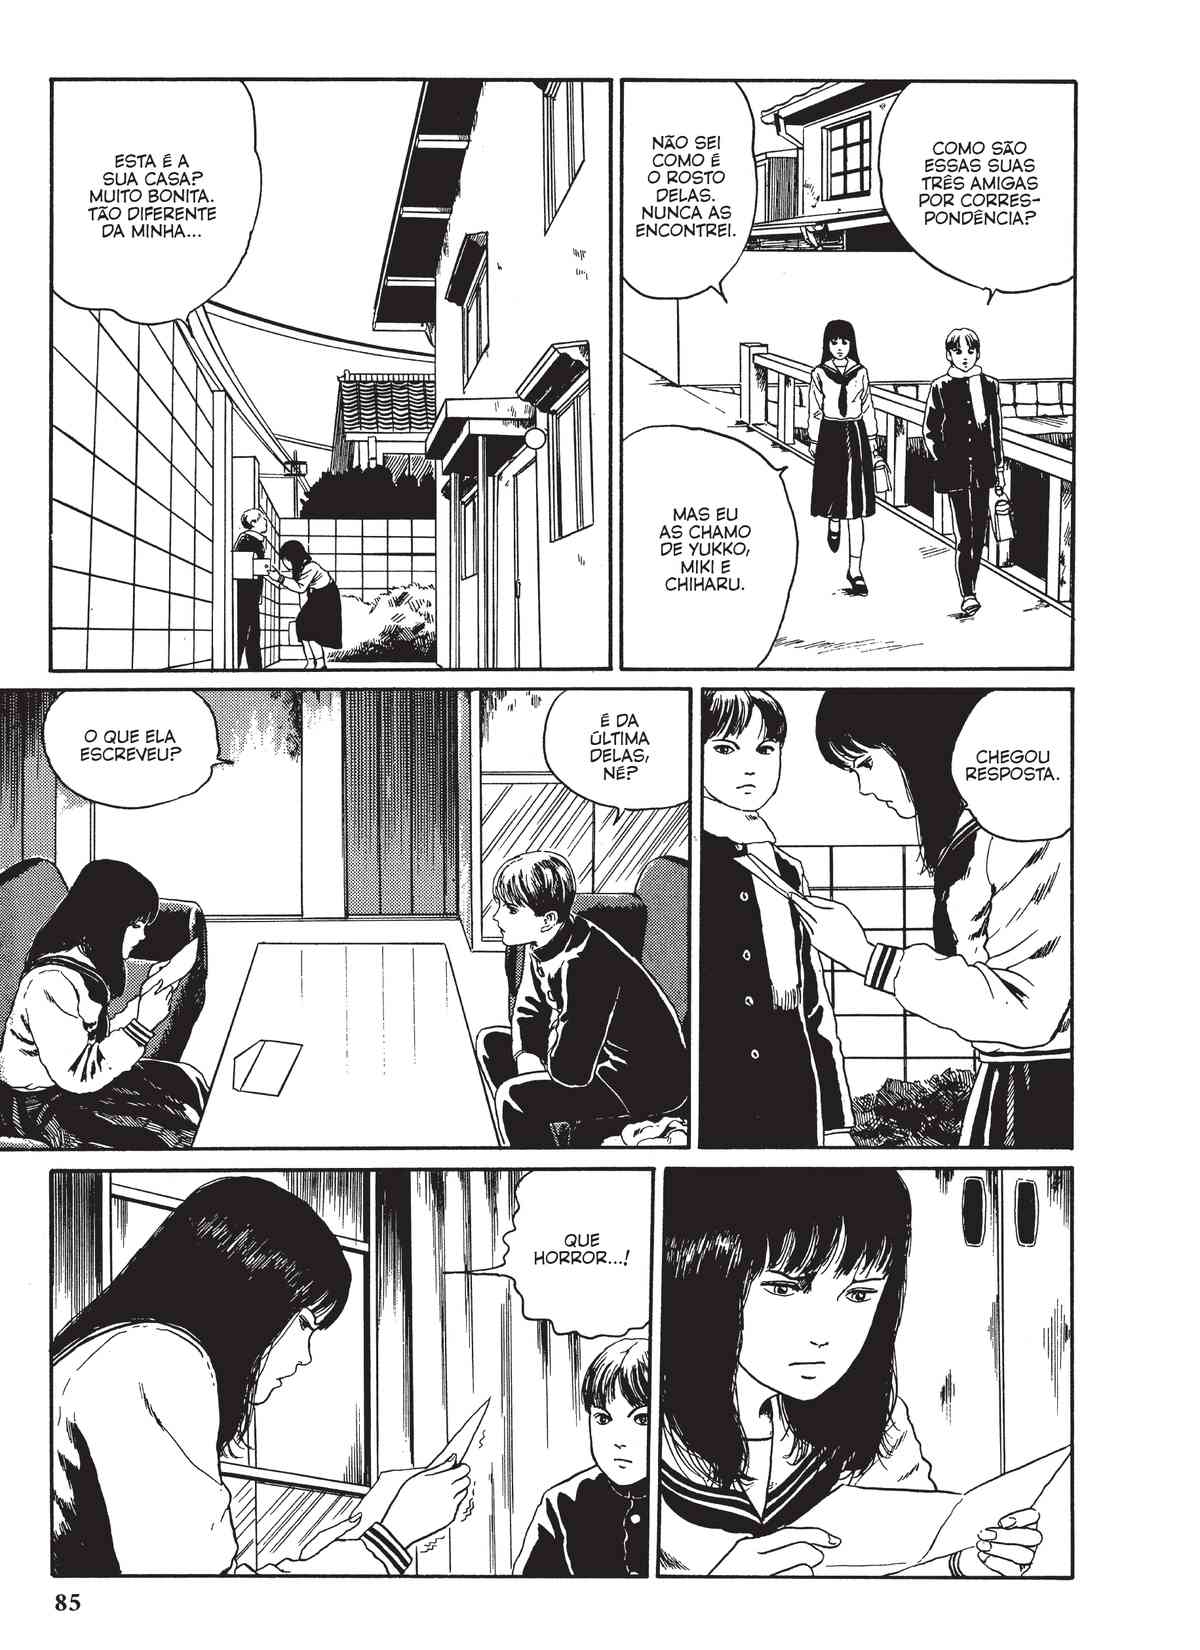 COMO SÃO
ESSAS SUAS
TRÊS AMIGAS
POR CORRES-
PONDÊNCIA?
NÃO SEI
COMO É
O ROSTO
DELAS.
NUNCA AS
ENCONTREI.
MAS EU
AS CHAMO
DE YUKKO,
MIKI E
CHIHARU.
ESTA É A
SUA CASA?
MUITO BONITA.
TÃO DIFERENTE
DA MINHA...
CHEGOU
RESPOSTA.
É DA
ÚLTIMA
DELAS,
NÉ?
O QUE ELA
ESCREVEU?
QUE
HORROR...!
85